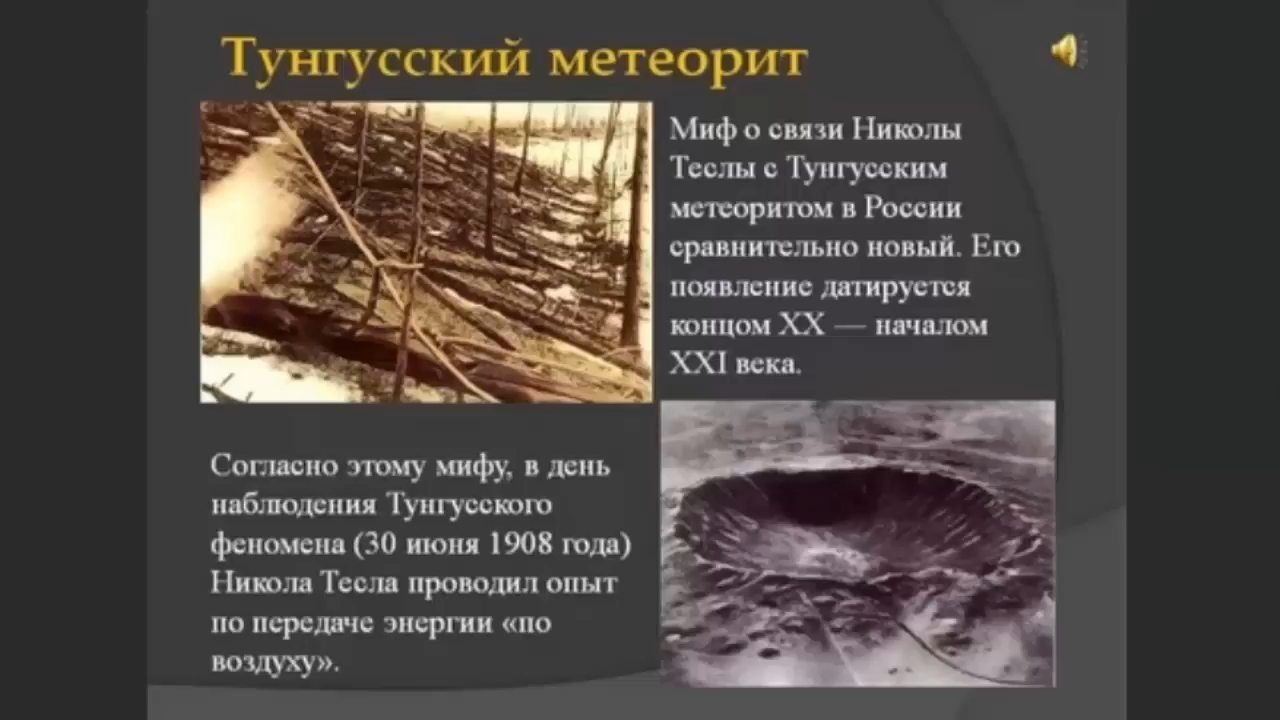 Тунгусский метеорит
Миф о связи Николы
Теслы с Тунгусским
метеоритом в России
сравнительно новый. Его
появление датируется
концом XX — началом
XXI века.
Согласно этому мифу, в день
наблюдения Тунгусского
феномена (30 июня 1908 года)
Никола Тесла проводил опыт
по передаче энергии «по
воздуху».